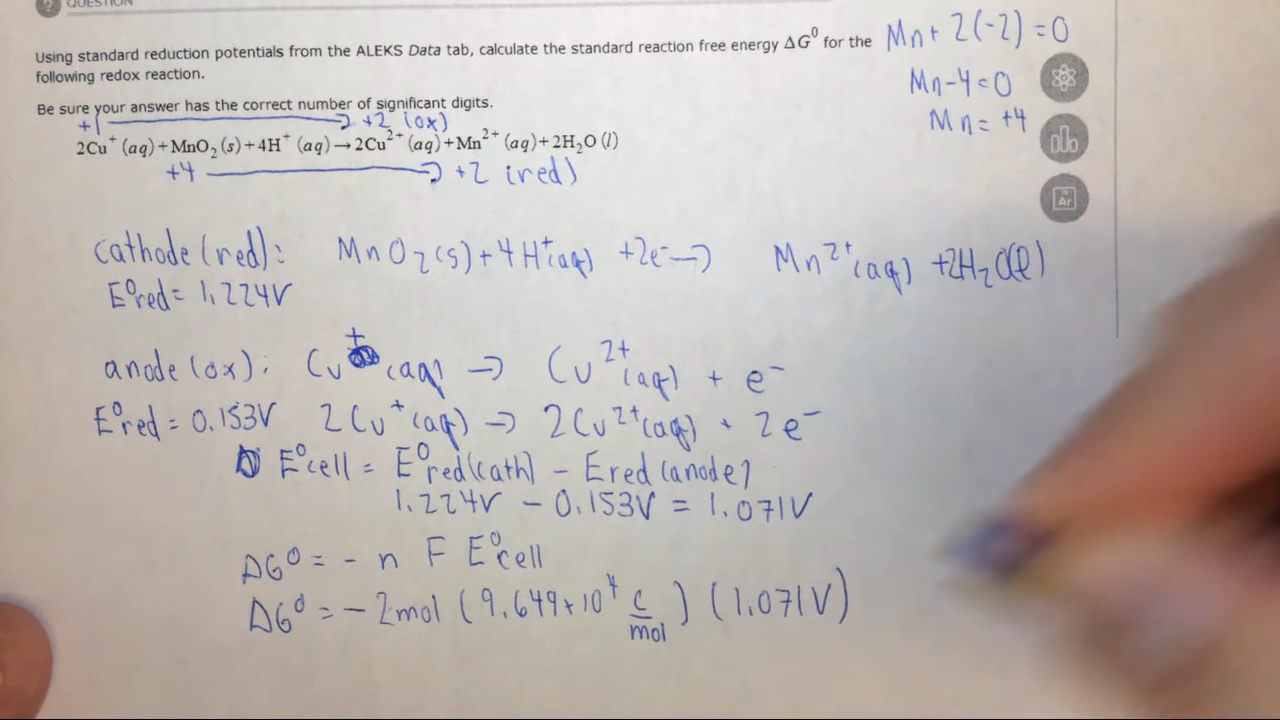 QUESTION
Using standard reduction potentials from the ALEKS Data tab, calculate the standard reaction free energy ΔG⁰ for the
following redox reaction.
Mn + 2(-2) = 0
Mn - 4 = 0
Mn = +4
Be sure your answer has the correct number of significant digits.
+1 → +2 (ox)
2Cu⁺ (aq) + MnO₂ (s) + 4H⁺ (aq) → 2Cu²⁺ (aq) + Mn²⁺ (aq) + 2H₂O (l)
+4 → +2 (red)
Ar
cathode (red): MnO₂(s) + 4H⁺(aq) + 2e⁻ → Mn²⁺(aq) + 2H₂O(l)
E°red = 1.224V
anode (ox): Cu⁺(aq) → Cu²⁺(aq) + e⁻
E°red = 0.153V 2Cu⁺(aq) → 2Cu²⁺(aq) + 2e⁻
E°cell = E°red(cath) - Ered(anode)
1.224V - 0.153V = 1.071V
ΔG° = - n F E°cell
ΔG° = - 2mol (9.649×10⁴ C/mol) (1.071V)